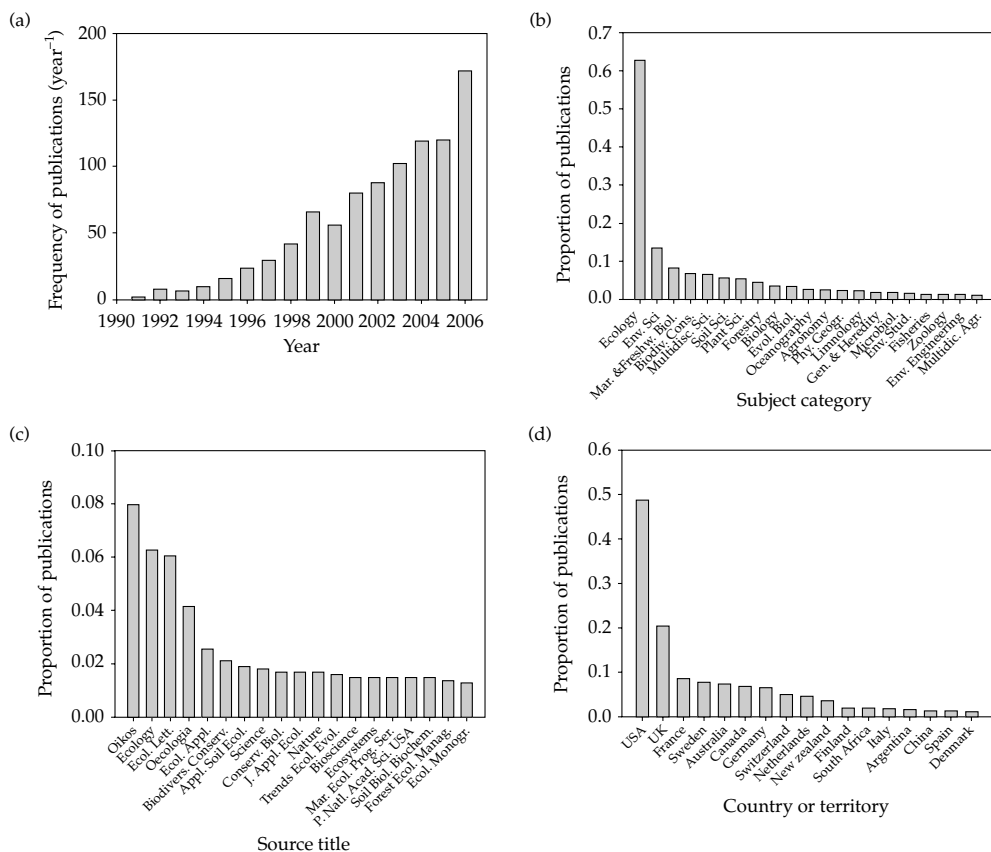 (a)
200
150
100
50
0
Frequency of publications (year⁻¹)
1990 1992 1994 1996 1998 2000 2002 2004 2006
Year
(b)
0.7
0.6
0.5
0.4
0.3
0.2
0.1
0.0
Proportion of publications
Ecology
Env. Sci
Mar. &Freshw. Biol.
Biodiv. Cons.
Multidisc. Sci.
Soil Sci.
Plant Sci.
Forestry
Biology
Evol. Biol.
Oceanography
Agronomy
Phy. Geogr.
Limnology
Gen. & Heredity
Microbiol.
Env. Stud.
Fisheries
Zoology
Env. Engineering
Multidic. Agr.
Subject category
(c)
0.10
0.08
0.06
0.04
0.02
0.00
Proportion of publications
Oikos
Ecology
Ecol. Lett.
Oecologia
Ecol. Appl.
Biodivers. Conserv.
Appl. Soil Ecol.
Science
Conserv. Biol.
J. Appl. Ecol.
Nature
Trends Ecol. Evol.
Bioscience
Ecosystems
Mar. Ecol. Prog. Ser.
P. Natl. Acad. Sci. USA
Soil Biol. Biochem.
Forest Ecol. Manag.
Ecol. Monogr.
Source title
(d)
0.6
0.5
0.4
0.3
0.2
0.1
0.0
Proportion of publications
USA
UK
France
Sweden
Australia
Canada
Germany
Switzerland
Netherlands
New zealand
Finland
South Africa
Italy
Argentina
China
Spain
Denmark
Country or territory